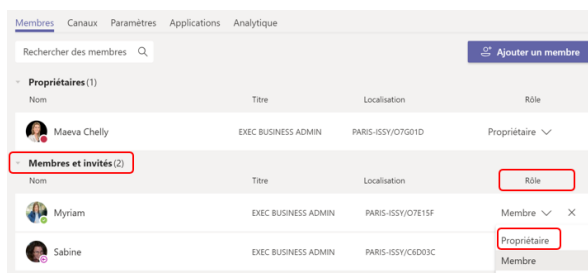 Membres Canaux Paramètres Applications Analytique
Rechercher des membres Ajouter un membre
Propriétaires (1)
Nom Titre Localisation Rôle
Maeva Chelly EXEC BUSINESS ADMIN PARIS-ISSY/O7G01D Propriétaire
Membres et invités (2)
Nom Titre Localisation Rôle
Myriam EXEC BUSINESS ADMIN PARIS-ISSY/O7E15F Membre
Propriétaire
Sabine EXEC BUSINESS ADMIN PARIS-ISSY/C6D03C
Membre